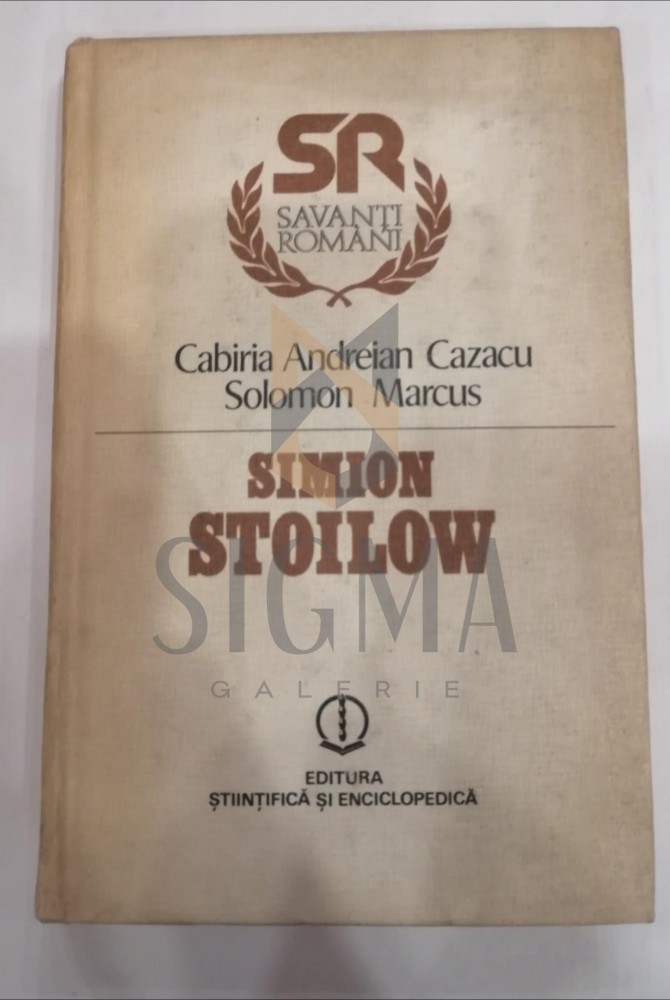 SR
SAVANȚI
ROMÂNI
Cabiria Andreian Cazacu
Solomon Marcus
SIMION
STOILOW
SIGMA
GALERIE
EDITURA
ȘTIINȚIFICĂ ȘI ENCICLOPEDICĂ